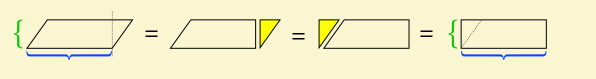 { = = = {